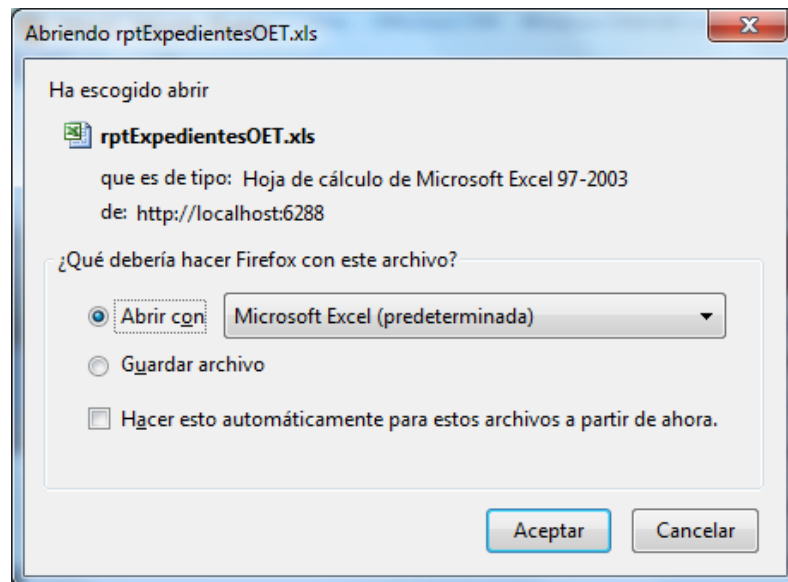 Abriendo rptExpedientesOET.xls
Ha escogido abrir
rptExpedientesOET.xls
que es de tipo: Hoja de cálculo de Microsoft Excel 97-2003
de: http://localhost:6288
¿Qué debería hacer Firefox con este archivo?
Abrir con Microsoft Excel (predeterminada)
Guardar archivo
Hacer esto automáticamente para estos archivos a partir de ahora.
Aceptar Cancelar